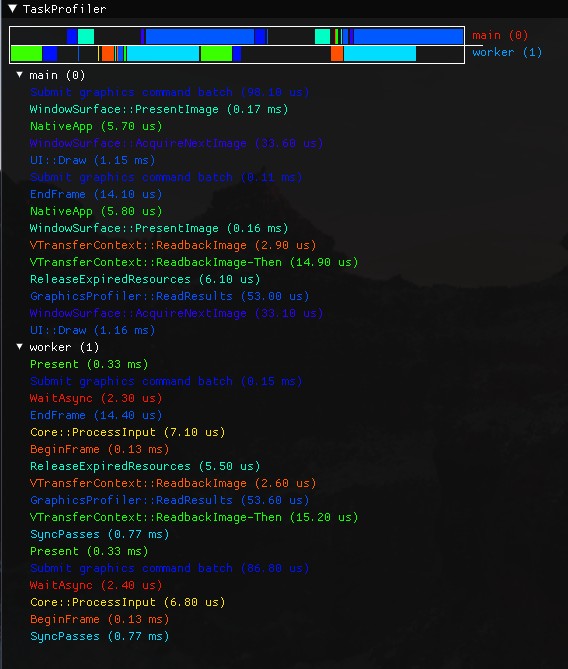 TaskProfiler
main (0)
worker (1)
main (0)
Submit graphics command batch (98.10 us)
WindowSurface::PresentImage (0.17 ms)
NativeApp (5.70 us)
WindowSurface::AcquireNextImage (33.60 us)
UI::Draw (1.15 ms)
Submit graphics command batch (0.11 ms)
EndFrame (14.10 us)
NativeApp (5.80 us)
WindowSurface::PresentImage (0.16 ms)
VTransferContext::ReadbackImage (2.90 us)
VTransferContext::ReadbackImage-Then (14.90 us)
ReleaseExpiredResources (6.10 us)
GraphicsProfiler::ReadResults (53.00 us)
WindowSurface::AcquireNextImage (33.10 us)
UI::Draw (1.16 ms)
worker (1)
Present (0.33 ms)
Submit graphics command batch (0.15 ms)
WaitAsync (2.30 us)
EndFrame (14.40 us)
Core::ProcessInput (7.10 us)
BeginFrame (0.13 ms)
ReleaseExpiredResources (5.50 us)
VTransferContext::ReadbackImage (2.60 us)
GraphicsProfiler::ReadResults (53.60 us)
VTransferContext::ReadbackImage-Then (15.20 us)
SyncPasses (0.77 ms)
Present (0.33 ms)
Submit graphics command batch (86.80 us)
WaitAsync (2.40 us)
Core::ProcessInput (6.80 us)
BeginFrame (0.13 ms)
SyncPasses (0.77 ms)